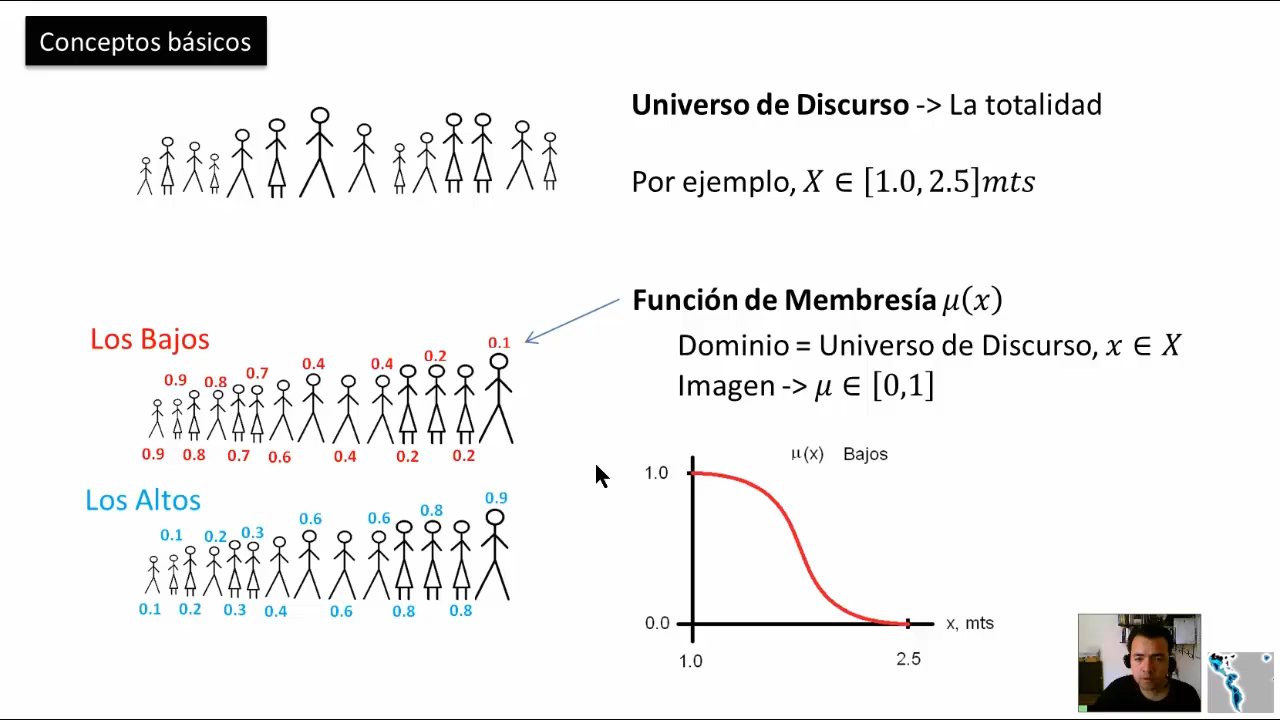 Conceptos básicos
Universo de Discurso -> La totalidad
Por ejemplo, X ∈ [1.0, 2.5]mts
Función de Membresía μ(x)
Dominio = Universo de Discurso, x ∈ X
Imagen -> μ ∈ [0,1]
Los Bajos
0.9 0.8 0.7 0.4 0.4 0.2 0.1
0.9 0.8 0.7 0.6 0.4 0.2 0.2
Los Altos
0.1 0.2 0.3 0.6 0.6 0.8 0.9
0.1 0.2 0.3 0.4 0.6 0.8 0.8
μ(x) Bajos
1.0
0.0
x, mts
1.0 2.5